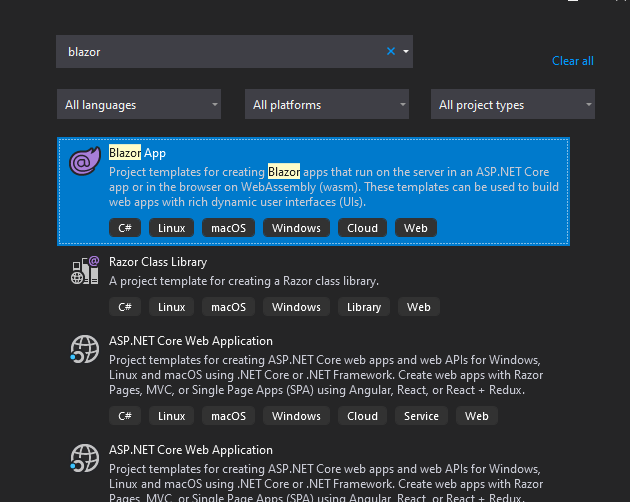 blazor
Clear all
All languages
All platforms
All project types
Blazor App
Project templates for creating Blazor apps that run on the server in an ASP.NET Core
app or in the browser on WebAssembly (wasm). These templates can be used to build
web apps with rich dynamic user interfaces (UIs).
C# Linux macOS Windows Cloud Web
Razor Class Library
A project template for creating a Razor class library.
C# Linux macOS Windows Library Web
ASP.NET Core Web Application
Project templates for creating ASP.NET Core web apps and web APIs for Windows,
Linux and macOS using .NET Core or .NET Framework. Create web apps with Razor
Pages, MVC, or Single Page Apps (SPA) using Angular, React, or React + Redux.
C# Linux macOS Windows Cloud Service Web
ASP.NET Core Web Application
Project templates for creating ASP.NET Core web apps and web APIs for Windows,
Linux and macOS using .NET Core or .NET Framework. Create web apps with Razor
Pages, MVC, or Single Page Apps (SPA) using Angular, React, or React + Redux.